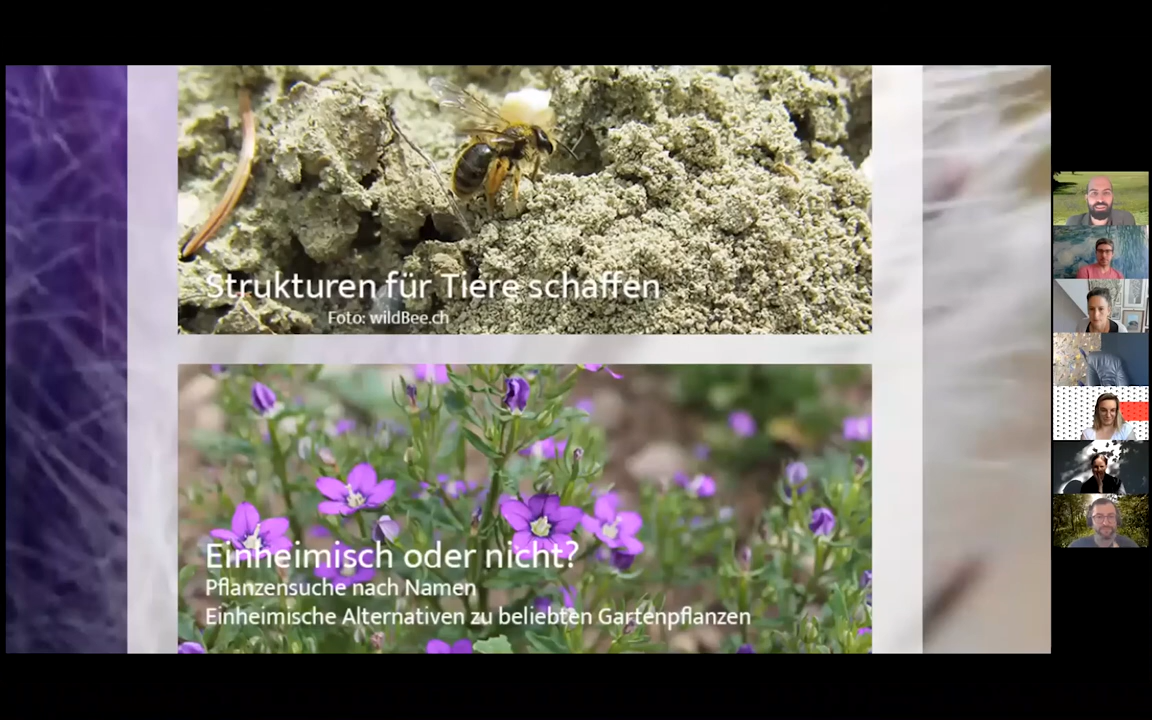 Strukturen für Tiere schaffen
Foto: wildBee.ch
Einheimisch oder nicht?
Pflanzensuche nach Namen
Einheimische Alternativen zu beliebten Gartenpflanzen